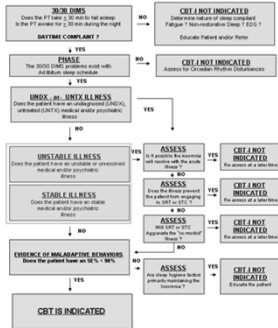 30/30 DIMS
Does the PT take > 30 min to fall asleep
Is the PT awake for > 30 min during the night
DAYTIME COMPLAINT ?
NO
CBT-I NOT INDICATED
Determine nature of sleep complaint
Fatigue ? Non-restorative Sleep ? EDS ?
Educate Patient and/or Refer
YES
PHASE
The 30/30 DIMS problems exist with
Ad libitum sleep schedule
NO
CBT-I NOT INDICATED
Assess for Circadian Rhythm Disturbances
YES
UNDX - or- UNTX ILLNESS
Does the patient have an undiagnosed (UNDX),
untreated (UNTX) medical and/or psychiatric
illness
YES
NO
UNSTABLE ILLNESS
Does the patient have an unstable or unresolved
medical and/or psychiatric
illness
YES
ASSESS
Is it possible the insomnia
will resolve with the acute
illness ?
YES
CBT-I NOT
INDICATED
Re-assess at a later time
NO
STABLE ILLNESS
Does the patient have an stable
medical and/or psychiatric
illness
ASSESS
Does the illness prevent
the patient from engaging
in SRT or STC
YES
CBT-I NOT
INDICATED
Re-assess at a later time
NO
ASSESS
Will SRT or STC
Aggravate the "co-morbid"
illness ?
YES
CBT-I NOT
INDICATED
Re-assess at a later time
NO
NO
EVIDENCE OF MALADAPTIVE BEHAVIORS
Does the patient have an SE% < 90%
NO
ASSESS
Are sleep hygiene factors
primarily maintaining the
Insomnia ?
YES
CBT-I NOT
INDICATED
Educate the patient
YES
NO
CBT IS INDICATED